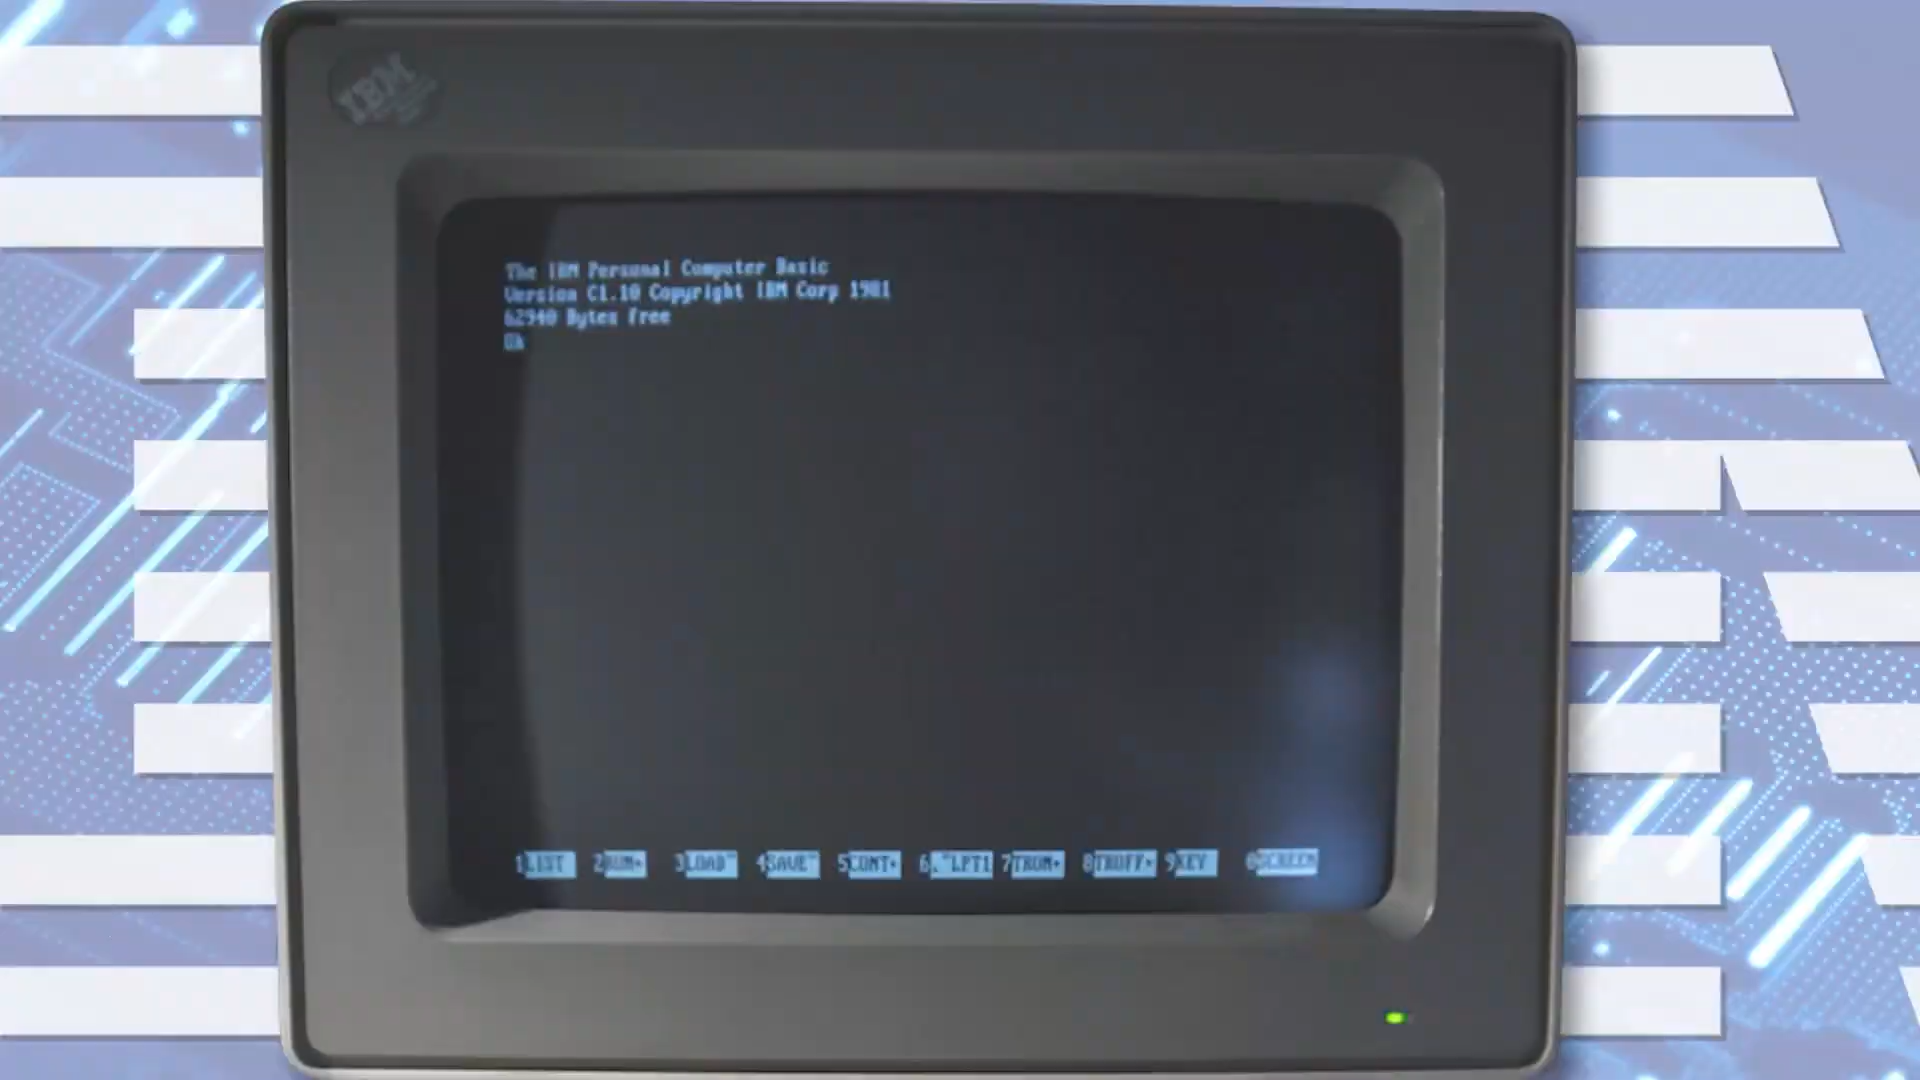 IBM
The IBM Personal Computer Basic
Version C1.10 Copyright IBM Corp 1981
62940 Bytes free
Ok
1LIST 2RUN← 3LOAD" 4SAVE" 5CONT← 6,"LPT1 7TRON← 8TROFF← 9KEY 0SCREEN